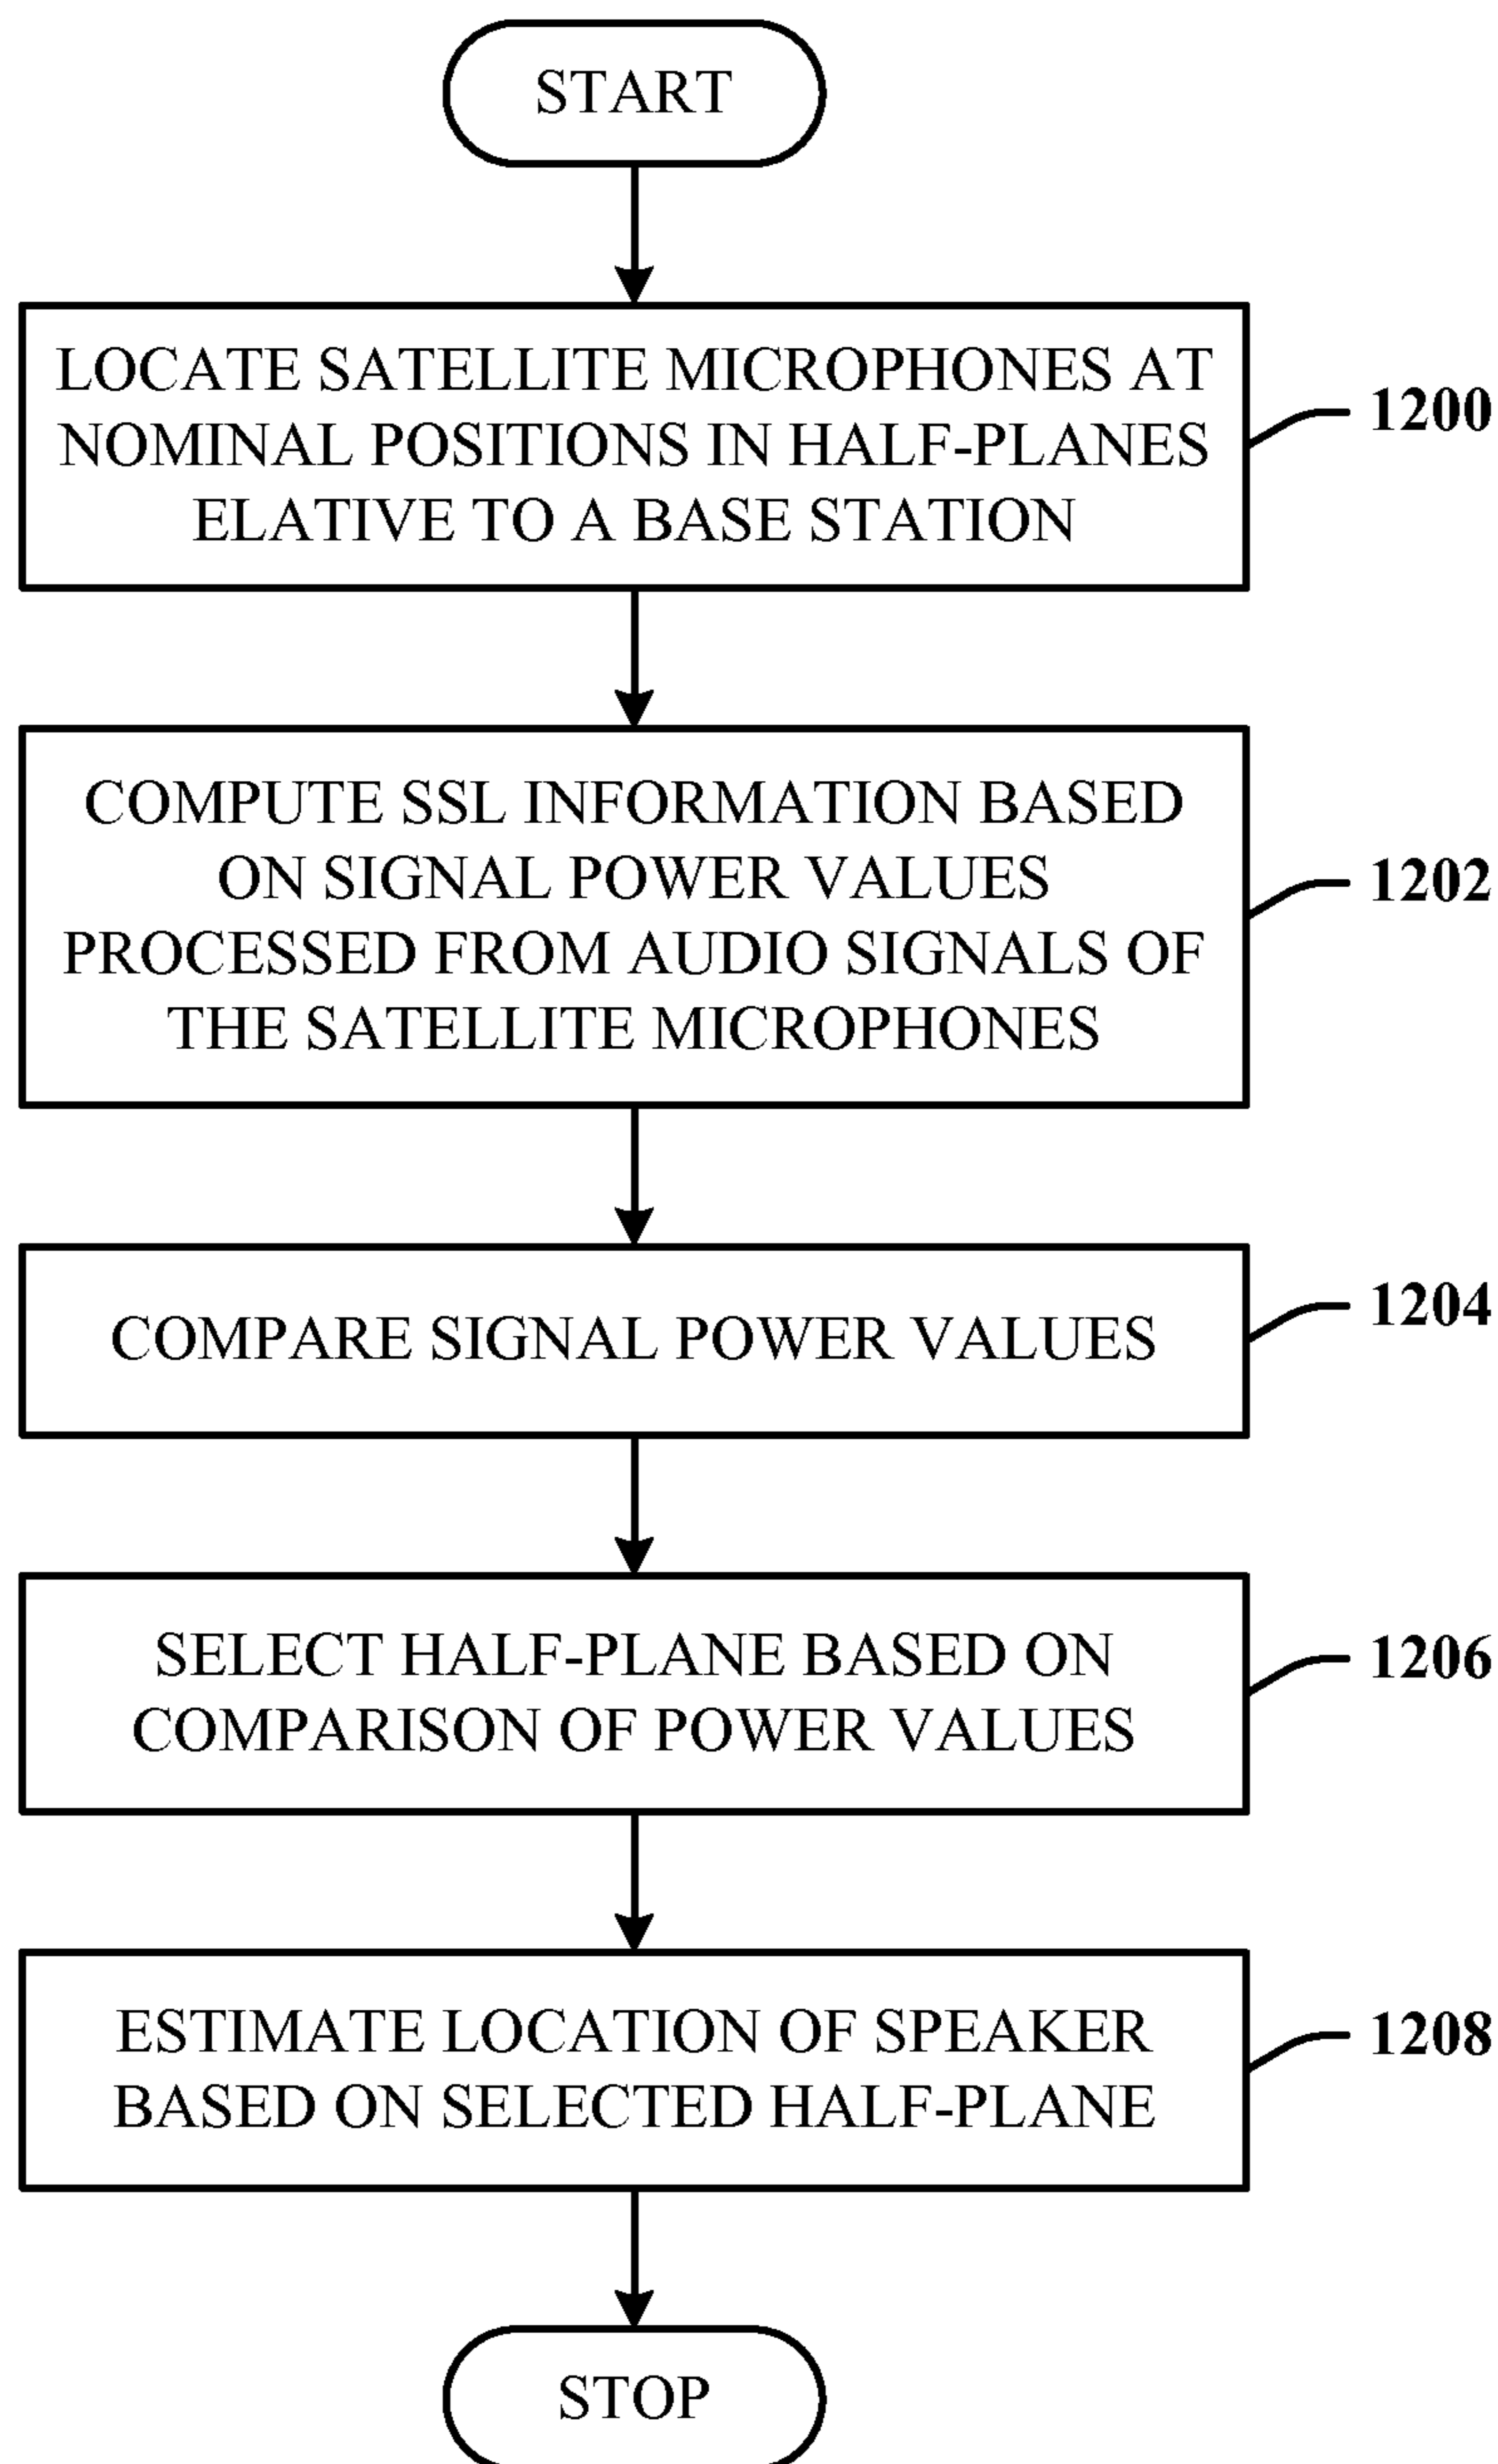 START
LOCATE SATELLITE MICROPHONES AT
NOMINAL POSITIONS IN HALF-PLANES
ELATIVE TO A BASE STATION
1200
COMPUTE SSL INFORMATION BASED
ON SIGNAL POWER VALUES
PROCESSED FROM AUDIO SIGNALS OF
THE SATELLITE MICROPHONES
1202
COMPARE SIGNAL POWER VALUES
1204
SELECT HALF-PLANE BASED ON
COMPARISON OF POWER VALUES
1206
ESTIMATE LOCATION OF SPEAKER
BASED ON SELECTED HALF-PLANE
1208
STOP